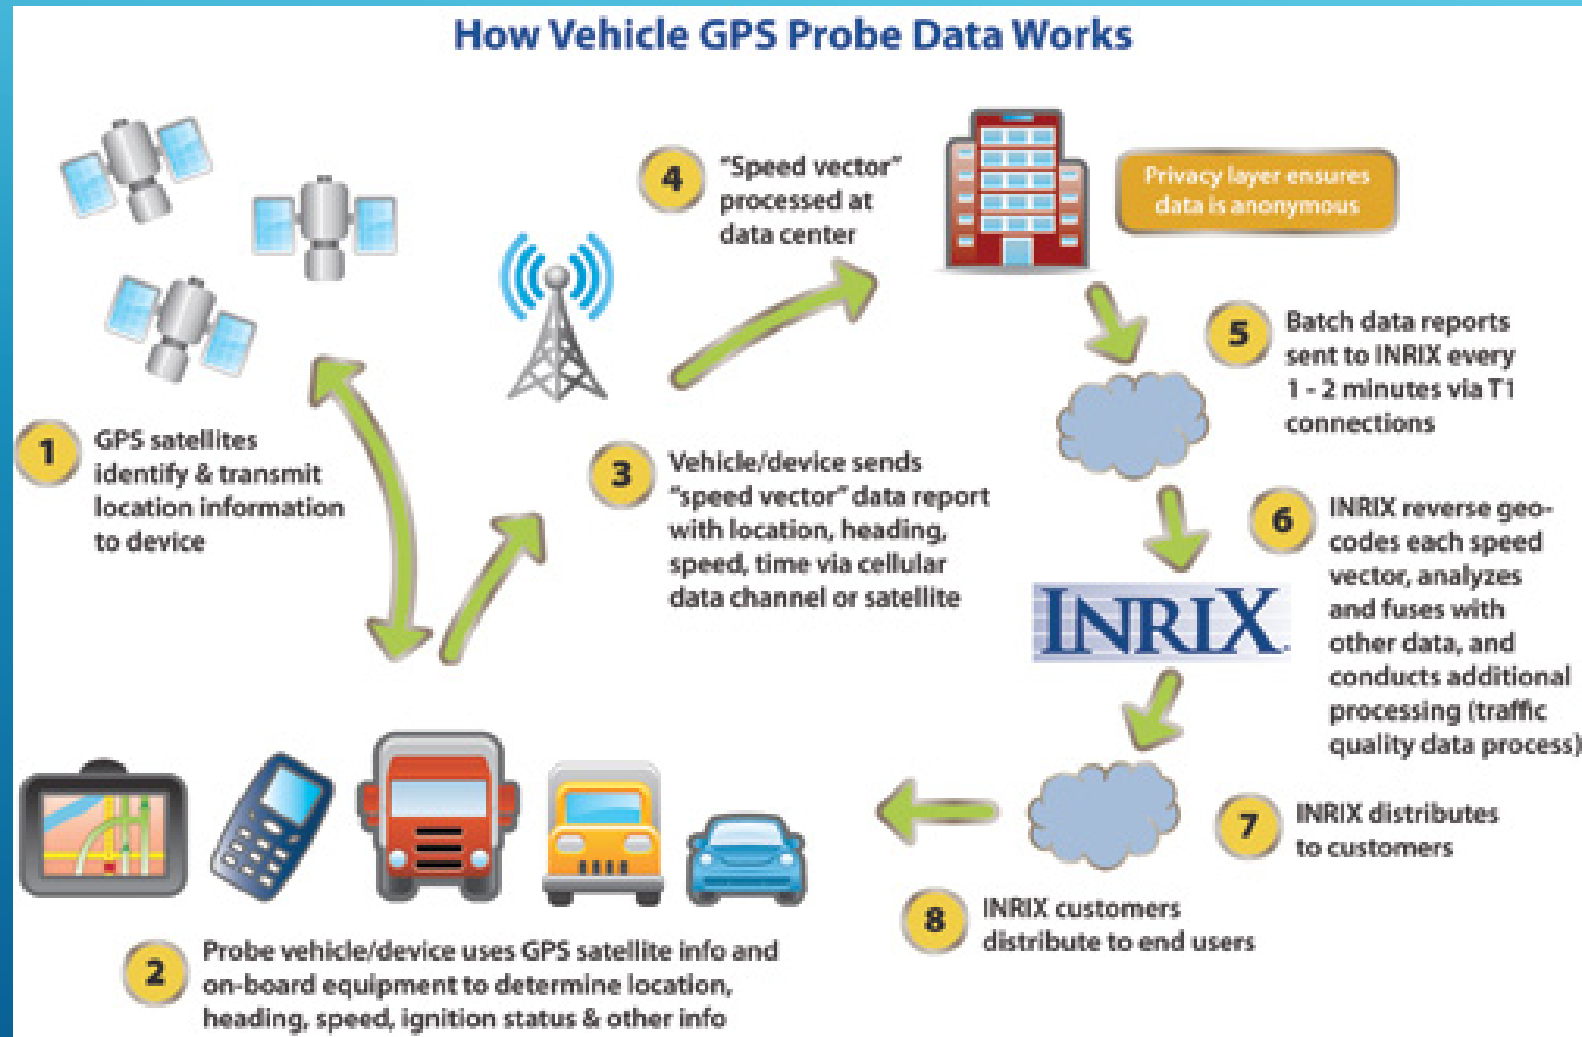 How Vehicle GPS Probe Data Works
1
GPS satellites
identify & transmit
location information
to device
2
Probe vehicle/device uses GPS satellite info and
on-board equipment to determine location,
heading, speed, ignition status & other info
3
Vehicle/device sends
"speed vector" data report
with location, heading,
speed, time via cellular
data channel or satellite
4
"Speed vector"
processed at
data center
Privacy layer ensures
data is anonymous
5
Batch data reports
sent to INRIX every
1 - 2 minutes via T1
connections
6
INRIX reverse geo-
codes each speed
vector, analyzes
and fuses with
other data, and
conducts additional
processing (traffic
quality data process)
INRIX
7
INRIX distributes
to customers
8
INRIX customers
distribute to end users